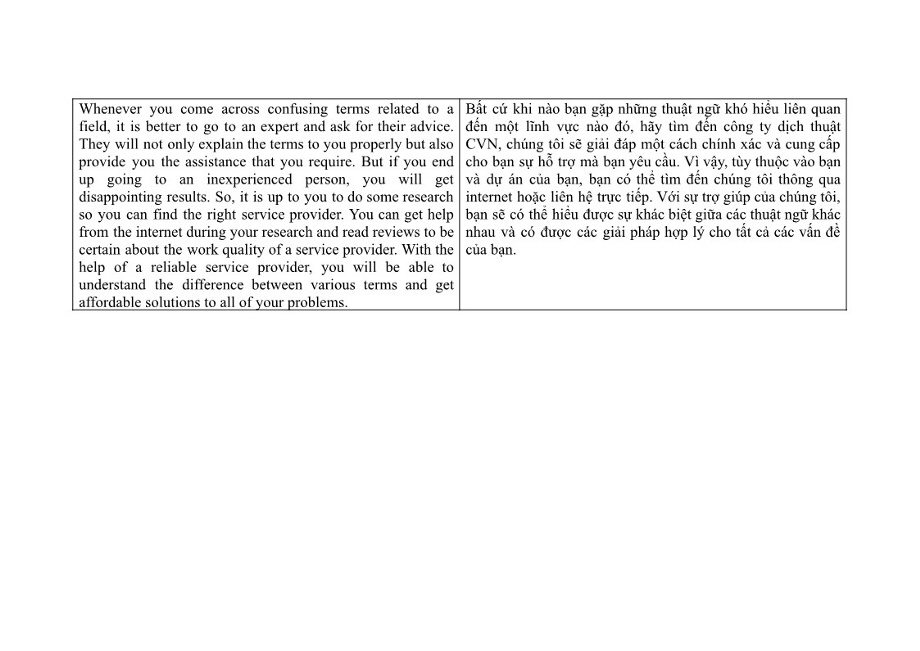 Whenever you come across confusing terms related to a
field, it is better to go to an expert and ask for their advice.
They will not only explain the terms to you properly but also
provide you the assistance that you require. But if you end
up going to an inexperienced person, you will get
disappointing results. So, it is up to you to do some research
so you can find the right service provider. You can get help
from the internet during your research and read reviews to be
certain about the work quality of a service provider. With the
help of a reliable service provider, you will be able to
understand the difference between various terms and get
affordable solutions to all of your problems.
Bất cứ khi nào bạn gặp những thuật ngữ khó hiểu liên quan
đến một lĩnh vực nào đó, hãy tìm đến công ty dịch thuật
CVN, chúng tôi sẽ giải đáp một cách chính xác và cung cấp
cho bạn sự hỗ trợ mà bạn yêu cầu. Vì vậy, tùy thuộc vào bạn
và dự án của bạn, bạn có thể tìm đến chúng tôi thông qua
internet hoặc liên hệ trực tiếp. Với sự trợ giúp của chúng tôi,
bạn sẽ có thể hiểu được sự khác biệt giữa các thuật ngữ khác
nhau và có được các giải pháp hợp lý cho tất cả các vấn đề
của bạn.